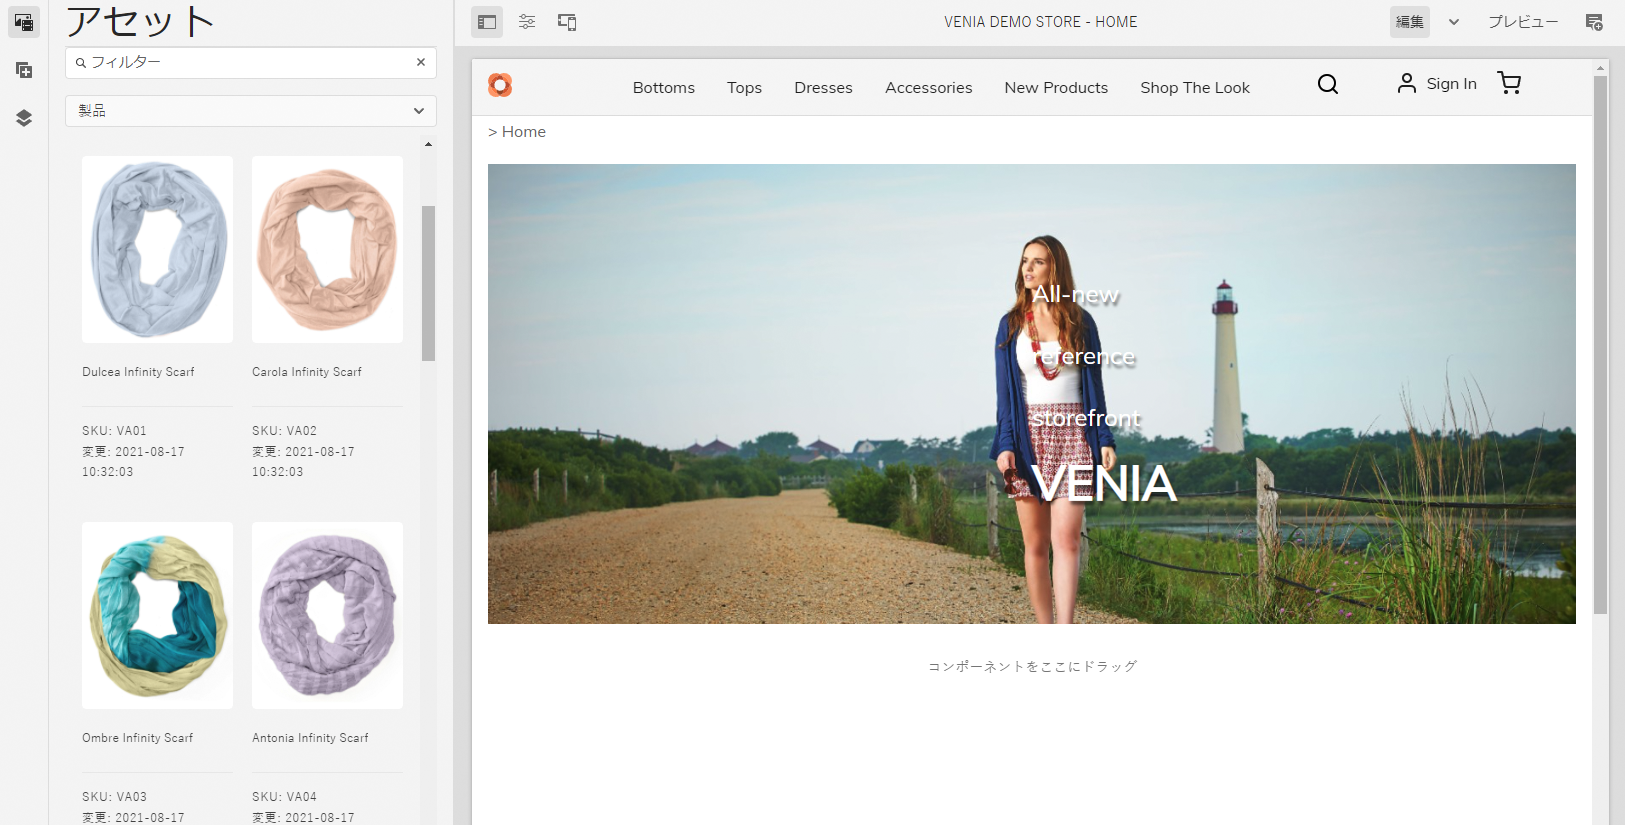 アセット
フィルター
製品
Dulcea Infinity Scarf
Carola Infinity Scarf
SKU: VA01
変更: 2021-08-17
10:32:03
SKU: VA02
変更: 2021-08-17
10:32:03
Ombre Infinity Scarf
Antonia Infinity Scarf
SKU: VA03
変更: 2021-08-17
SKU: VA04
変更: 2021-08-17
VENIA DEMO STORE - HOME
編集
プレビュー
Bottoms
Tops
Dresses
Accessories
New Products
Shop The Look
Sign In
> Home
All-new
reference
storefront
VENIA
コンポーネントをここにドラッグ